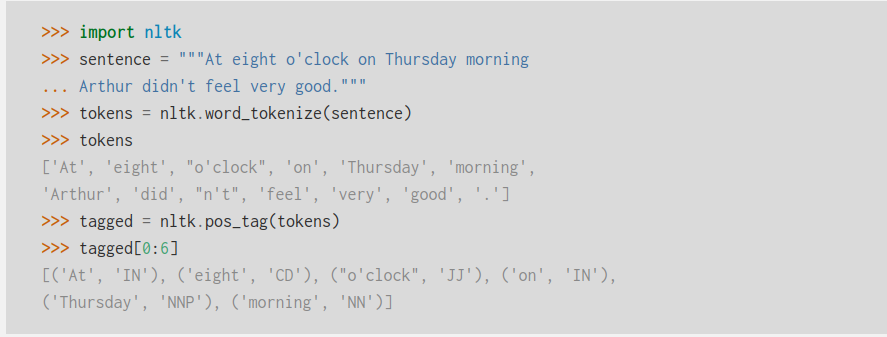 >>> import nltk
>>> sentence = """At eight o'clock on Thursday morning
... Arthur didn't feel very good."""
>>> tokens = nltk.word_tokenize(sentence)
>>> tokens
['At', 'eight', "o'clock", 'on', 'Thursday', 'morning',
'Arthur', 'did', "n't", 'feel', 'very', 'good', '.']
>>> tagged = nltk.pos_tag(tokens)
>>> tagged[0:6]
[('At', 'IN'), ('eight', 'CD'), ("o'clock", 'JJ'), ('on', 'IN'),
('Thursday', 'NNP'), ('morning', 'NN')]